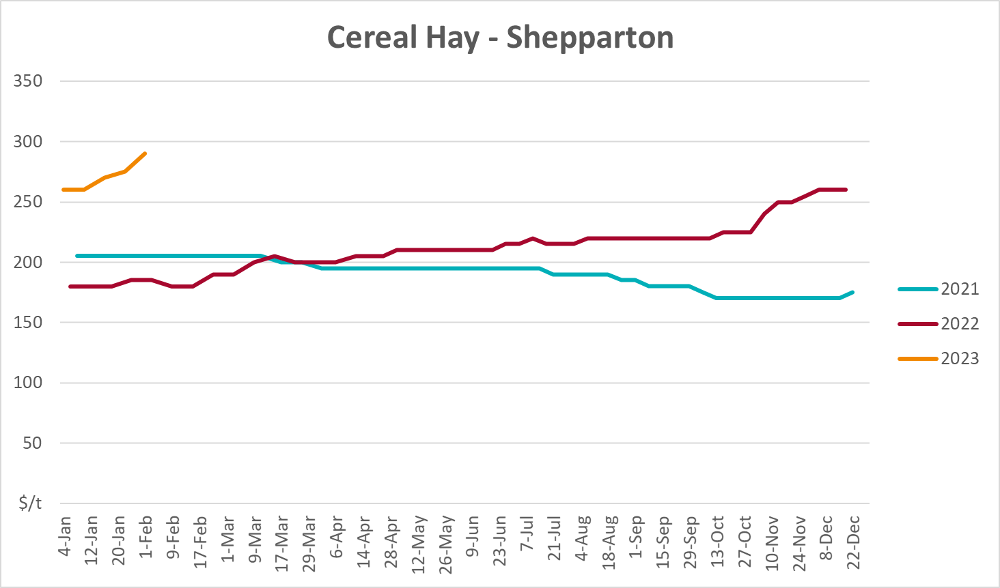 Cereal Hay - Shepparton
350
300
250
200
150
100
50
$/t
4-Jan
12-Jan
20-Jan
1-Feb
9-Feb
17-Feb
1-Mar
9-Mar
17-Mar
29-Mar
6-Apr
14-Apr
28-Apr
12-May
26-May
9-Jun
23-Jun
7-Jul
21-Jul
4-Aug
18-Aug
1-Sep
15-Sep
29-Sep
13-Oct
27-Oct
10-Nov
24-Nov
8-Dec
22-Dec
2021
2022
2023